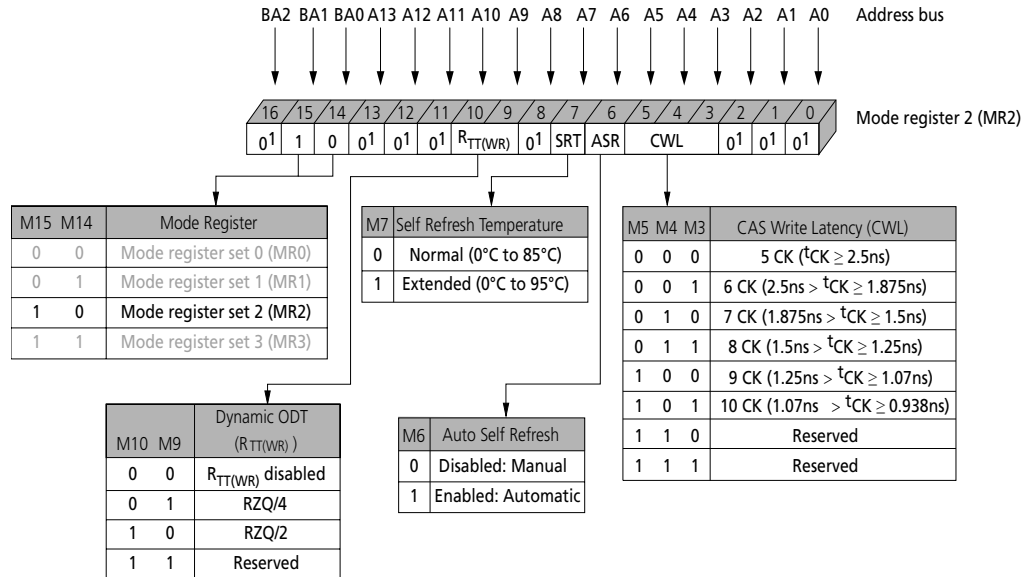 BA2 BA1 BA0 A13 A12 A11 A10 A9 A8 A7 A6 A5 A4 A3 A2 A1 A0 Address bus
16 15 14 13 12 11 10 9 8 7 6 5 4 3 2 1 0
Mode register 2 (MR2)
0¹ 1 0 0¹ 0¹ 0¹ RTT(WR) 0¹ SRT ASR CWL 0¹ 0¹ 0¹
M15 M14 Mode Register
0 0 Mode register set 0 (MR0)
0 1 Mode register set 1 (MR1)
1 0 Mode register set 2 (MR2)
1 1 Mode register set 3 (MR3)
M7 Self Refresh Temperature
0 Normal (0°C to 85°C)
1 Extended (0°C to 95°C)
M5 M4 M3 CAS Write Latency (CWL)
0 0 0 5 CK (tCK ≥ 2.5ns)
0 0 1 6 CK (2.5ns > tCK ≥ 1.875ns)
0 1 0 7 CK (1.875ns > tCK ≥ 1.5ns)
0 1 1 8 CK (1.5ns > tCK ≥ 1.25ns)
1 0 0 9 CK (1.25ns > tCK ≥ 1.07ns)
1 0 1 10 CK (1.07ns > tCK ≥ 0.938ns)
1 1 0 Reserved
1 1 1 Reserved
M10 M9 Dynamic ODT
(RTT(WR) )
0 0 RTT(WR) disabled
0 1 RZQ/4
1 0 RZQ/2
1 1 Reserved
M6 Auto Self Refresh
0 Disabled: Manual
1 Enabled: Automatic